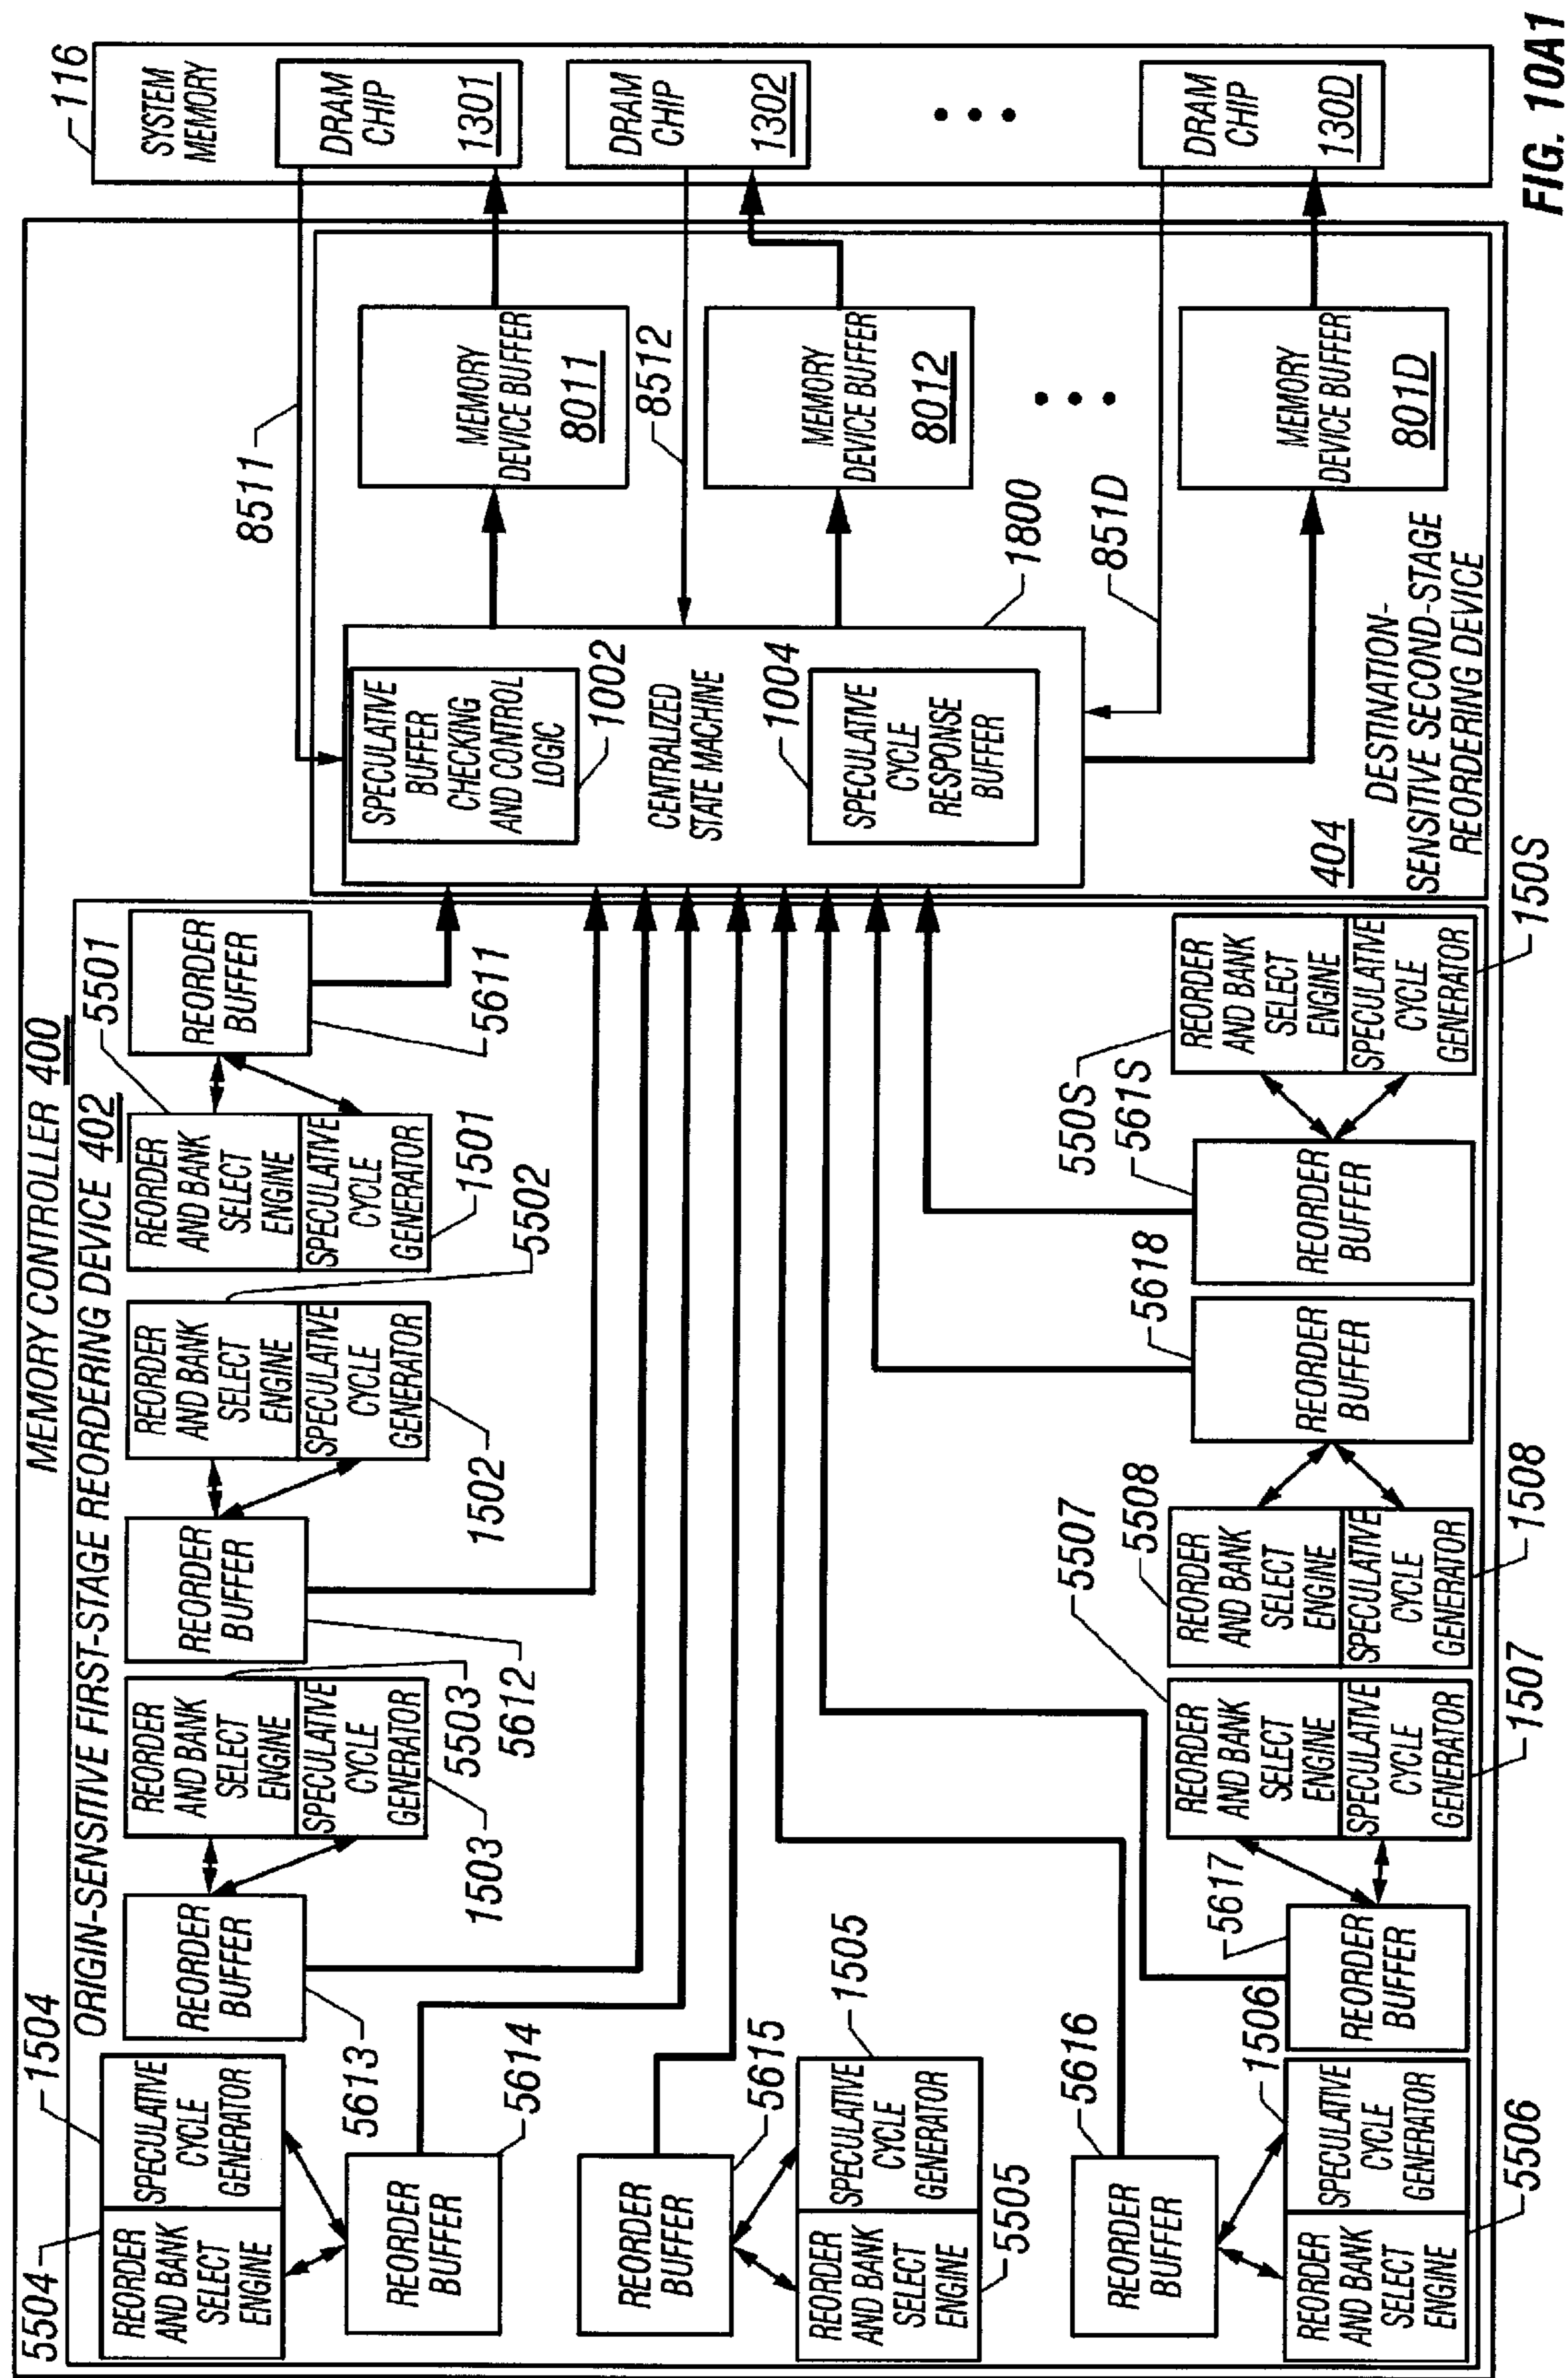 MEMORY CONTROLLER 400
ORIGIN-SENSITIVE FIRST-STAGE REORDERING DEVICE 402
5504
1504
REORDER
AND BANK
SELECT
ENGINE
SPECULATIVE
CYCLE
GENERATOR
REORDER
BUFFER
5614
REORDER
BUFFER
5613
REORDER
AND BANK
SELECT
ENGINE
SPECULATIVE
CYCLE
GENERATOR
1503
5503
REORDER
BUFFER
5612
REORDER
AND BANK
SELECT
ENGINE
SPECULATIVE
CYCLE
GENERATOR
1502
5502
REORDER
AND BANK
SELECT
ENGINE
SPECULATIVE
CYCLE
GENERATOR
1501
5501
REORDER
BUFFER
5611
REORDER
BUFFER
5615
REORDER
AND BANK
SELECT
ENGINE
SPECULATIVE
CYCLE
GENERATOR
1505
5505
REORDER
BUFFER
5616
REORDER
AND BANK
SELECT
ENGINE
SPECULATIVE
CYCLE
GENERATOR
1506
5506
REORDER
BUFFER
5617
5507
REORDER
AND BANK
SELECT
ENGINE
SPECULATIVE
CYCLE
GENERATOR
1507
5508
REORDER
AND BANK
SELECT
ENGINE
SPECULATIVE
CYCLE
GENERATOR
1508
REORDER
BUFFER
5618
REORDER
BUFFER
561S
550S
REORDER
AND BANK
SELECT
ENGINE
SPECULATIVE
CYCLE
GENERATOR
150S
SPECULATIVE
BUFFER
CHECKING
AND CONTROL
LOGIC
1002
CENTRALIZED
STATE MACHINE
1004
SPECULATIVE
CYCLE
RESPONSE
BUFFER
1800
404
DESTINATION-
SENSITIVE SECOND-STAGE
REORDERING DEVICE
8511
8512
851D
MEMORY
DEVICE BUFFER
8011
MEMORY
DEVICE BUFFER
8012
MEMORY
DEVICE BUFFER
801D
116
SYSTEM
MEMORY
DRAM
CHIP
1301
DRAM
CHIP
1302
DRAM
CHIP
130D
FIG. 10A1